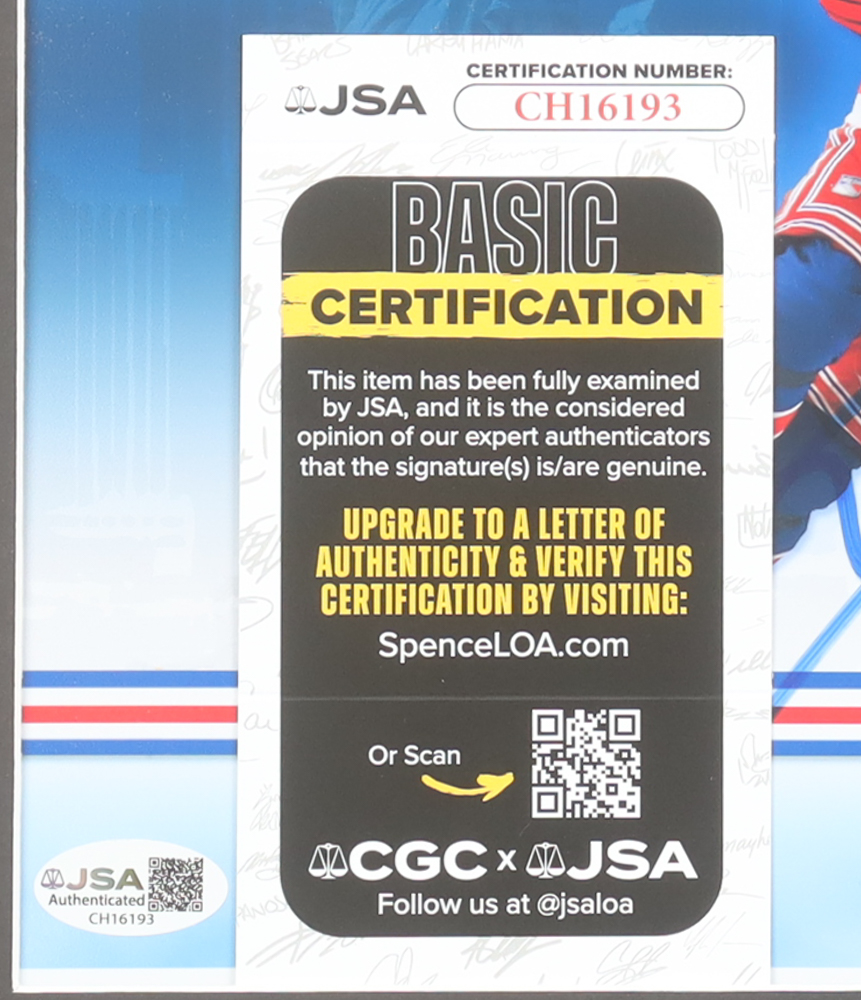 CERTIFICATION NUMBER:
JSA
CH16193
BASIC
CERTIFICATION
This item has been fully examined
by JSA, and it is the considered
opinion of our expert authenticators
that the signature(s) is/are genuine.
UPGRADE TO A LETTER OF
AUTHENTICITY & VERIFY THIS
CERTIFICATION BY VISITING:
SpenceLOA.com
Or Scan
CGC x JSA
Follow us at @jsaloa
JSA
Authenticated
CH16193